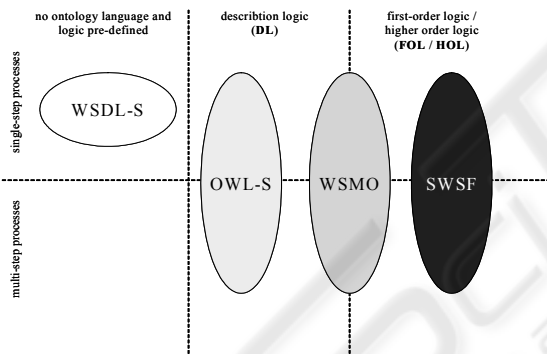 no ontology language and
logic pre-defined
describtion logic
(DL)
first-order logic /
higher order logic
(FOL / HOL)
single-step processes
WSDL-S
OWL-S
WSMO
SWSF
multi-step processes